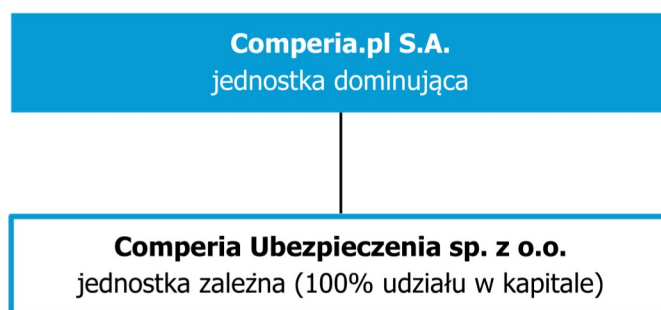 Comperia.pl S.A.
jednostka dominująca
Comperia Ubezpieczenia sp. z o.o.
jednostka zależna (100% udziału w kapitale)